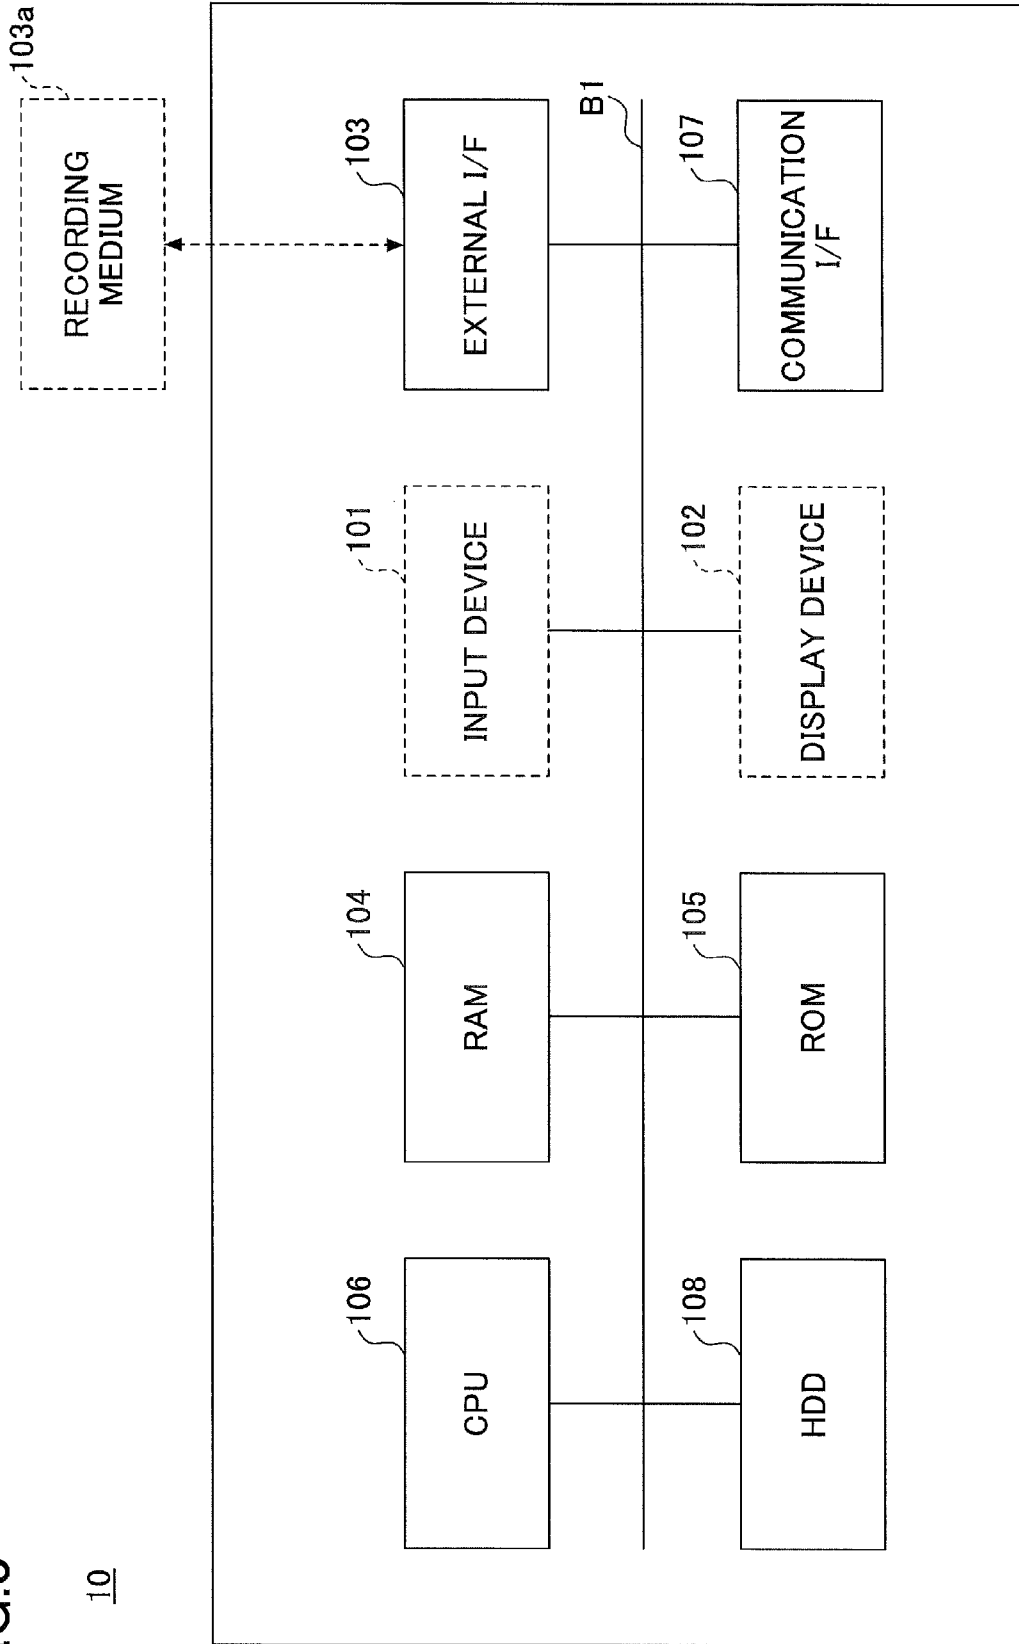 10
103a
RECORDING
MEDIUM
106
104
101
103
CPU
RAM
INPUT DEVICE
EXTERNAL I/F
B1
108
105
102
107
HDD
ROM
DISPLAY DEVICE
COMMUNICATION
I/F